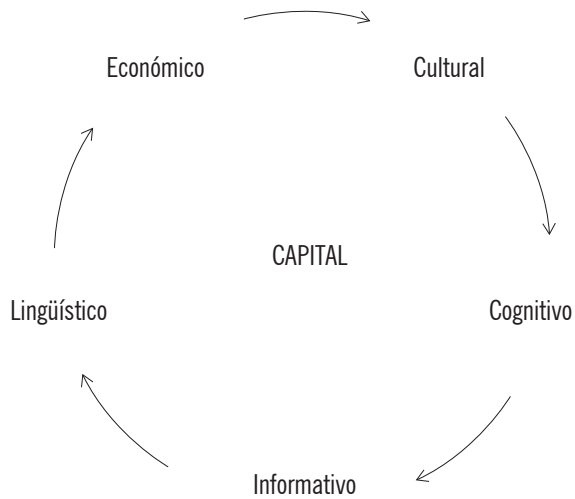 Económico
Cultural
CAPITAL
Lingüístico
Cognitivo
Informativo